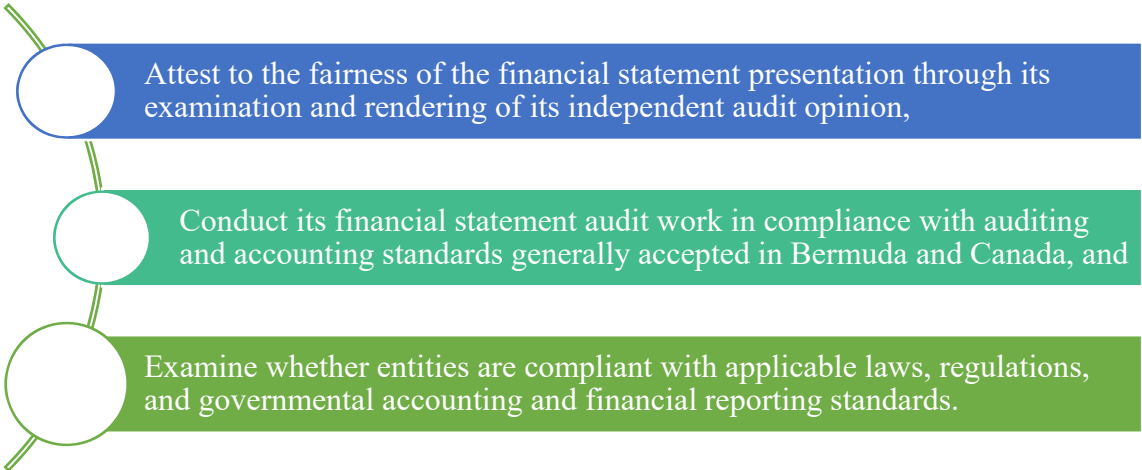 Attest to the fairness of the financial statement presentation through its
examination and rendering of its independent audit opinion,
Conduct its financial statement audit work in compliance with auditing
and accounting standards generally accepted in Bermuda and Canada, and
Examine whether entities are compliant with applicable laws, regulations,
and governmental accounting and financial reporting standards.